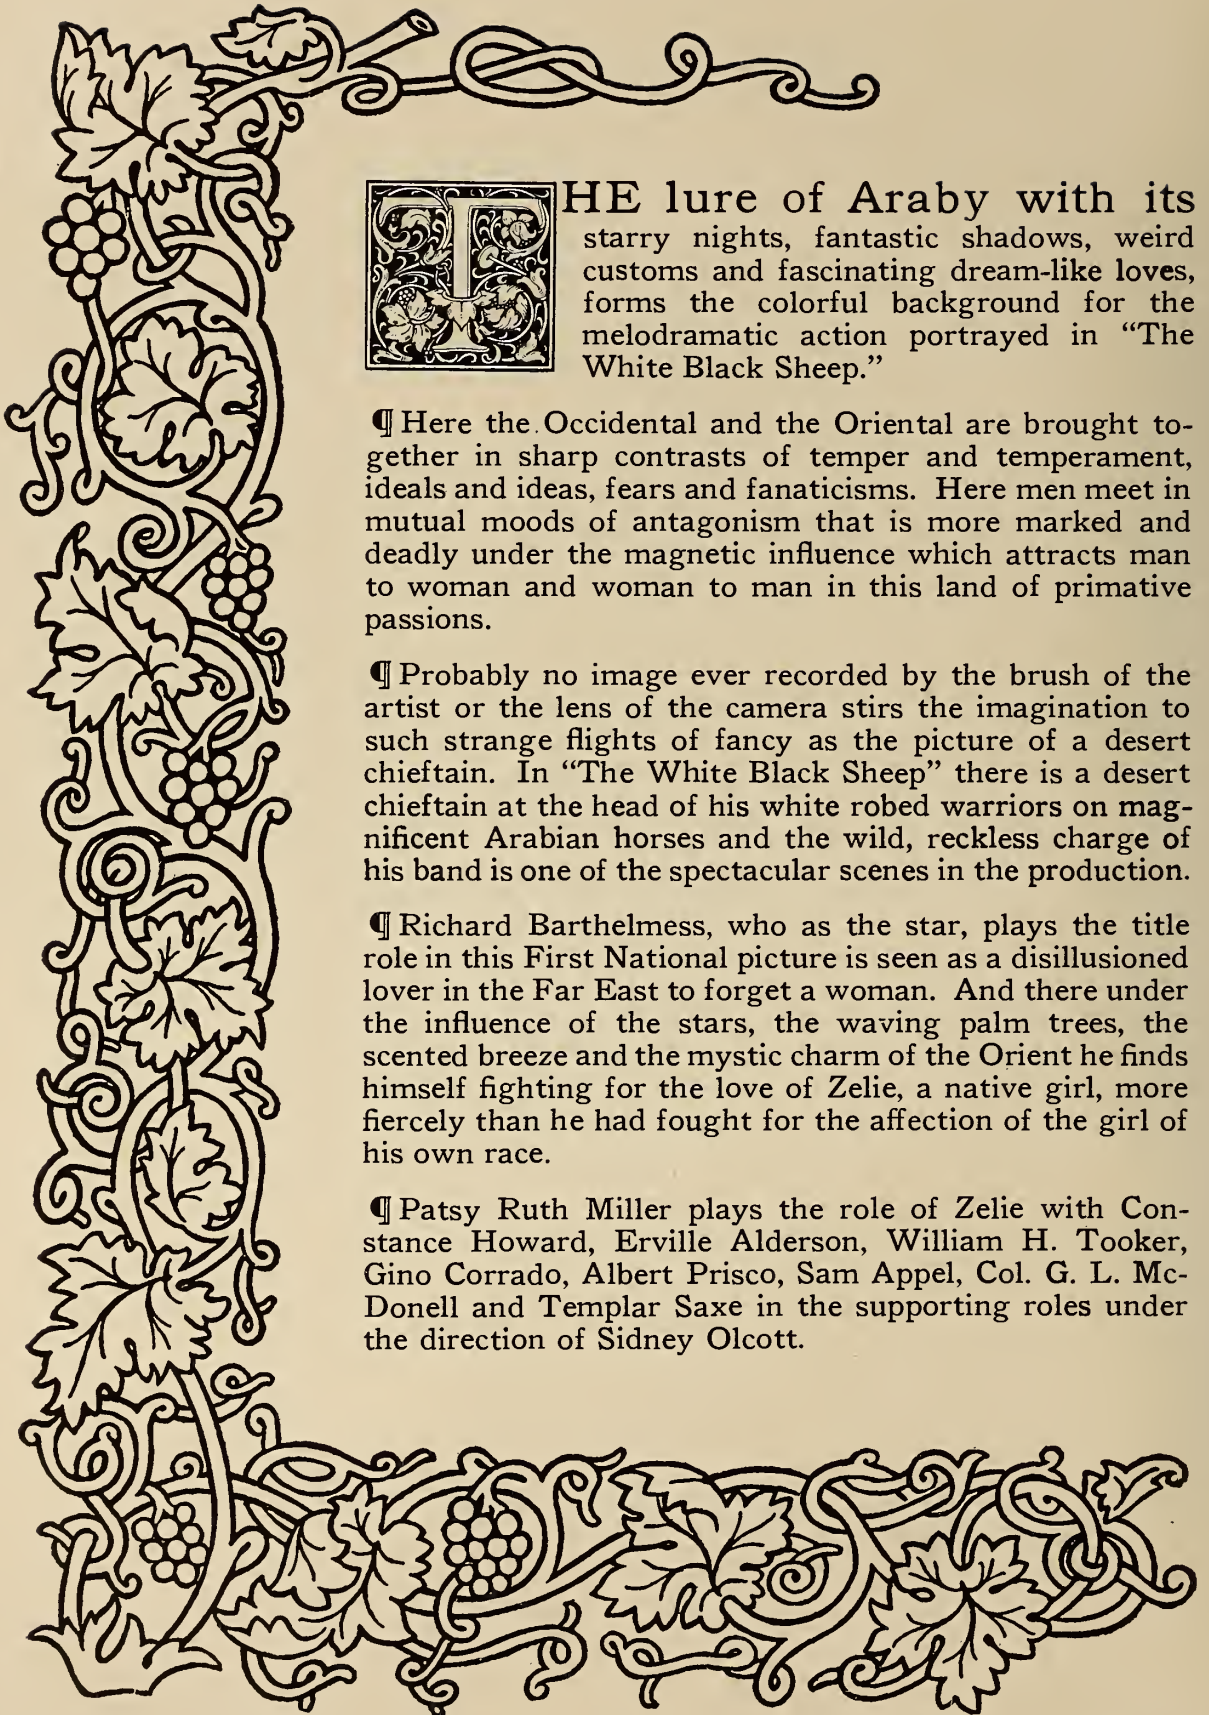 THE lure of Araby with its
starry nights, fantastic shadows, weird
customs and fascinating dream-like loves,
forms the colorful background for the
melodramatic action portrayed in “The
White Black Sheep.”
¶ Here the Occidental and the Oriental are brought to-
gether in sharp contrasts of temper and temperament,
ideals and ideas, fears and fanaticisms. Here men meet in
mutual moods of antagonism that is more marked and
deadly under the magnetic influence which attracts man
to woman and woman to man in this land of primative
passions.
¶ Probably no image ever recorded by the brush of the
artist or the lens of the camera stirs the imagination to
such strange flights of fancy as the picture of a desert
chieftain. In “The White Black Sheep” there is a desert
chieftain at the head of his white robed warriors on mag-
nificent Arabian horses and the wild, reckless charge of
his band is one of the spectacular scenes in the production.
¶ Richard Barthelmess, who as the star, plays the title
role in this First National picture is seen as a disillusioned
lover in the Far East to forget a woman. And there under
the influence of the stars, the waving palm trees, the
scented breeze and the mystic charm of the Orient he finds
himself fighting for the love of Zelie, a native girl, more
fiercely than he had fought for the affection of the girl of
his own race.
¶ Patsy Ruth Miller plays the role of Zelie with Con-
stance Howard, Erville Alderson, William H. Tooker,
Gino Corrado, Albert Prisco, Sam Appel, Col. G. L. Mc-
Donell and Templar Saxe in the supporting roles under
the direction of Sidney Olcott.